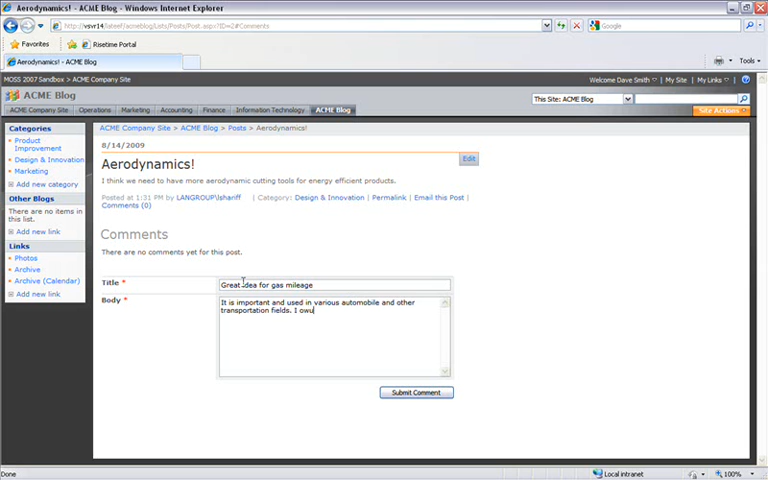 Aerodynamics! - ACME Blog - Windows Internet Explorer
http://vsvr14/lateef/acmeblog/Lists/Posts/Post.aspx?ID=2#Comments
Google
Favorites
Risetime Portal
Aerodynamics! - ACME Blog
Tools
MOSS 2007 Sandbox > ACME Company Site
Welcome Dave Smith
My Site
My Links
ACME Blog
This Site: ACME Blog
ACME Company Site
Operations
Marketing
Accounting
Finance
Information Technology
ACME Blog
Site Actions
Categories
Product
Improvement
Design & Innovation
Marketing
Add new category
Other Blogs
There are no items in
this list.
Add new link
Links
Photos
Archive
Archive (Calendar)
Add new link
ACME Company Site > ACME Blog > Posts > Aerodynamics!
8/14/2009
Aerodynamics!
Edit
I think we need to have more aerodynamic cutting tools for energy efficient products.
Posted at 1:31 PM by LANGROUP\lshariff | Category: Design & Innovation | Permalink | Email this Post |
Comments (0)
Comments
There are no comments yet for this post.
Title *
Great idea for gas mileage
Body *
It is important and used in various automobile and other
transportation fields. I owu
Submit Comment
Done
Local intranet
100%